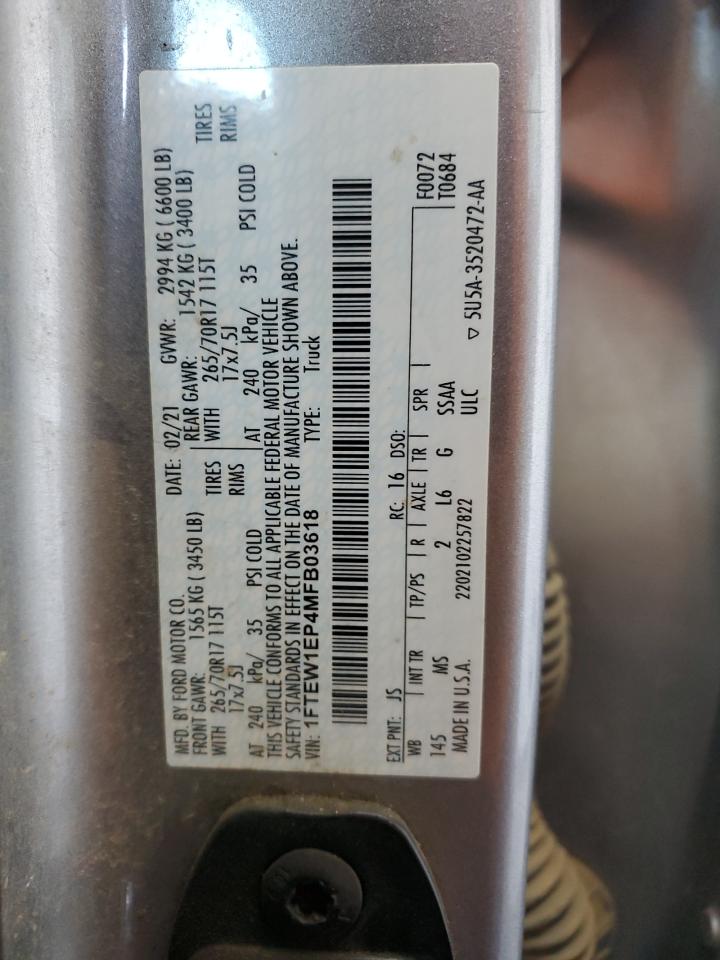 MFD. BY FORD MOTOR CO. DATE: 02/21 GVWR: 2994 KG ( 6600 LB)
FRONT GAWR: 1565 KG ( 3450 LB) REAR GAWR: 1542 KG ( 3400 LB)
WITH 265/70R17 115T TIRES WITH 265/70R17 115T TIRES
17x7.5J RIMS 17x7.5J RIMS
AT 240 kPa/ 35 PSI COLD AT 240 kPa/ 35 PSI COLD
THIS VEHICLE CONFORMS TO ALL APPLICABLE FEDERAL MOTOR VEHICLE
SAFETY STANDARDS IN EFFECT ON THE DATE OF MANUFACTURE SHOWN ABOVE.
VIN: 1FTEW1EP4MFB03618 TYPE: Truck
EXT PNT: JS RC: 16 DSO:
WB INT TR TP/PS R AXLE TR SPR F0072
145 MS 2 L6 G SSAA T0684
MADE IN U.S.A. 2202102257822 ULC
▽ 5U5A-3520472-AA